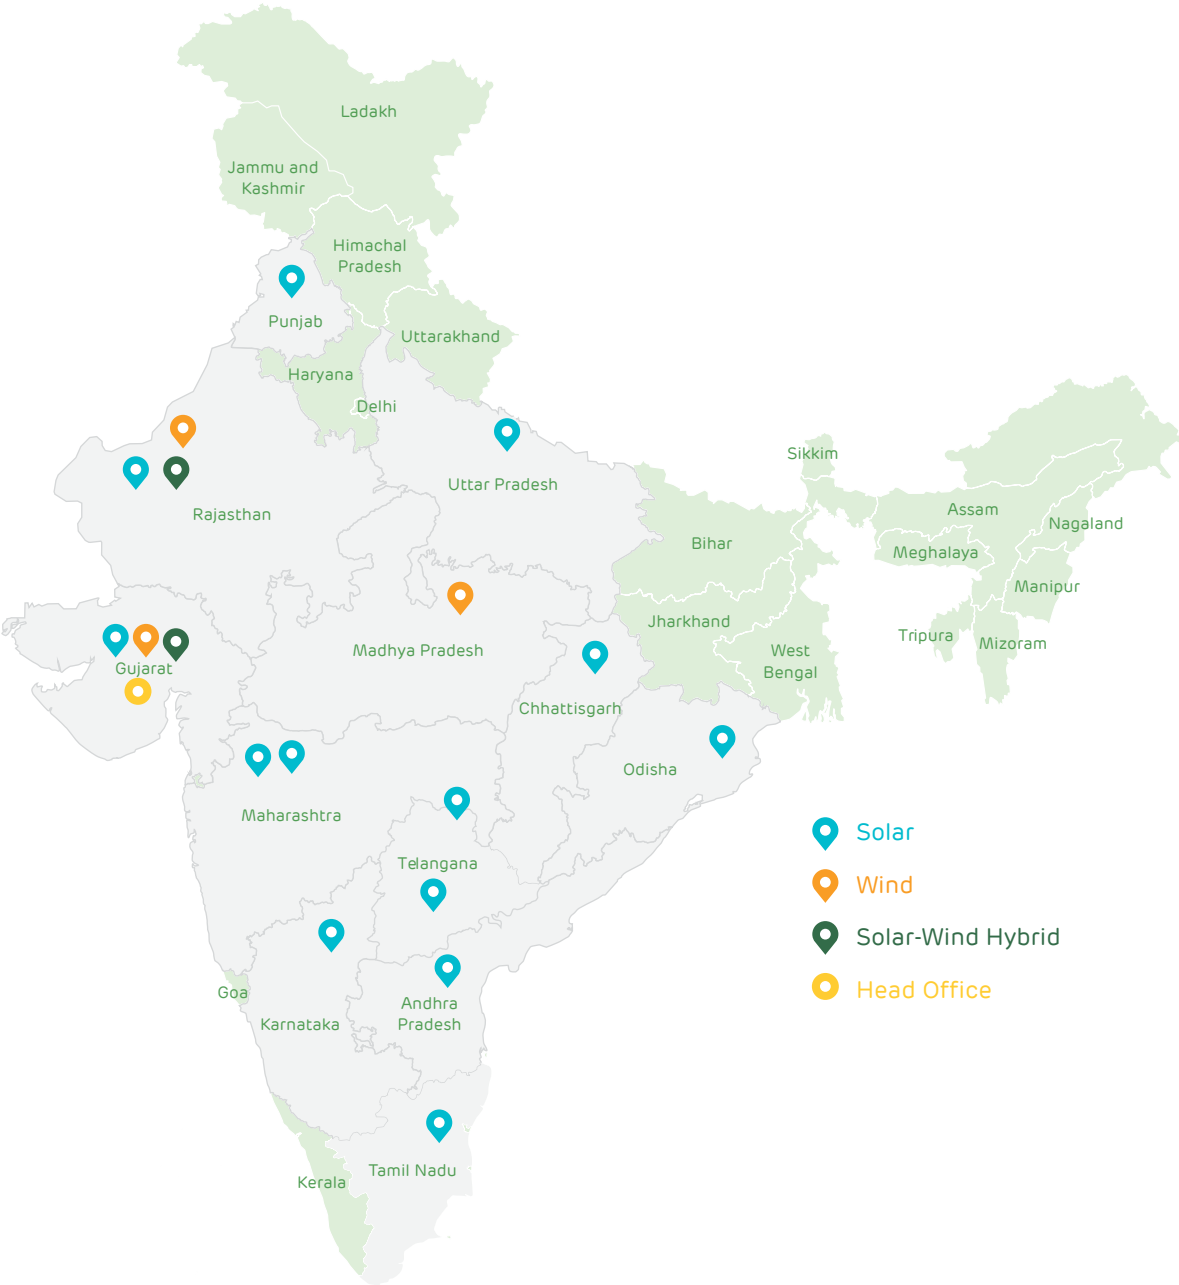 Ladakh
Jammu and
Kashmir
Himachal
Pradesh
Punjab
Uttarakhand
Haryana
Delhi
Sikkim
Uttar Pradesh
Rajasthan
Assam
Nagaland
Bihar
Meghalaya
Manipur
Jharkhand
Tripura
Mizoram
Madhya Pradesh
West
Bengal
Gujarat
Chhattisgarh
Odisha
Maharashtra
Telangana
Goa
Karnataka
Andhra
Pradesh
Tamil Nadu
Kerala
Solar
Wind
Solar-Wind Hybrid
Head Office